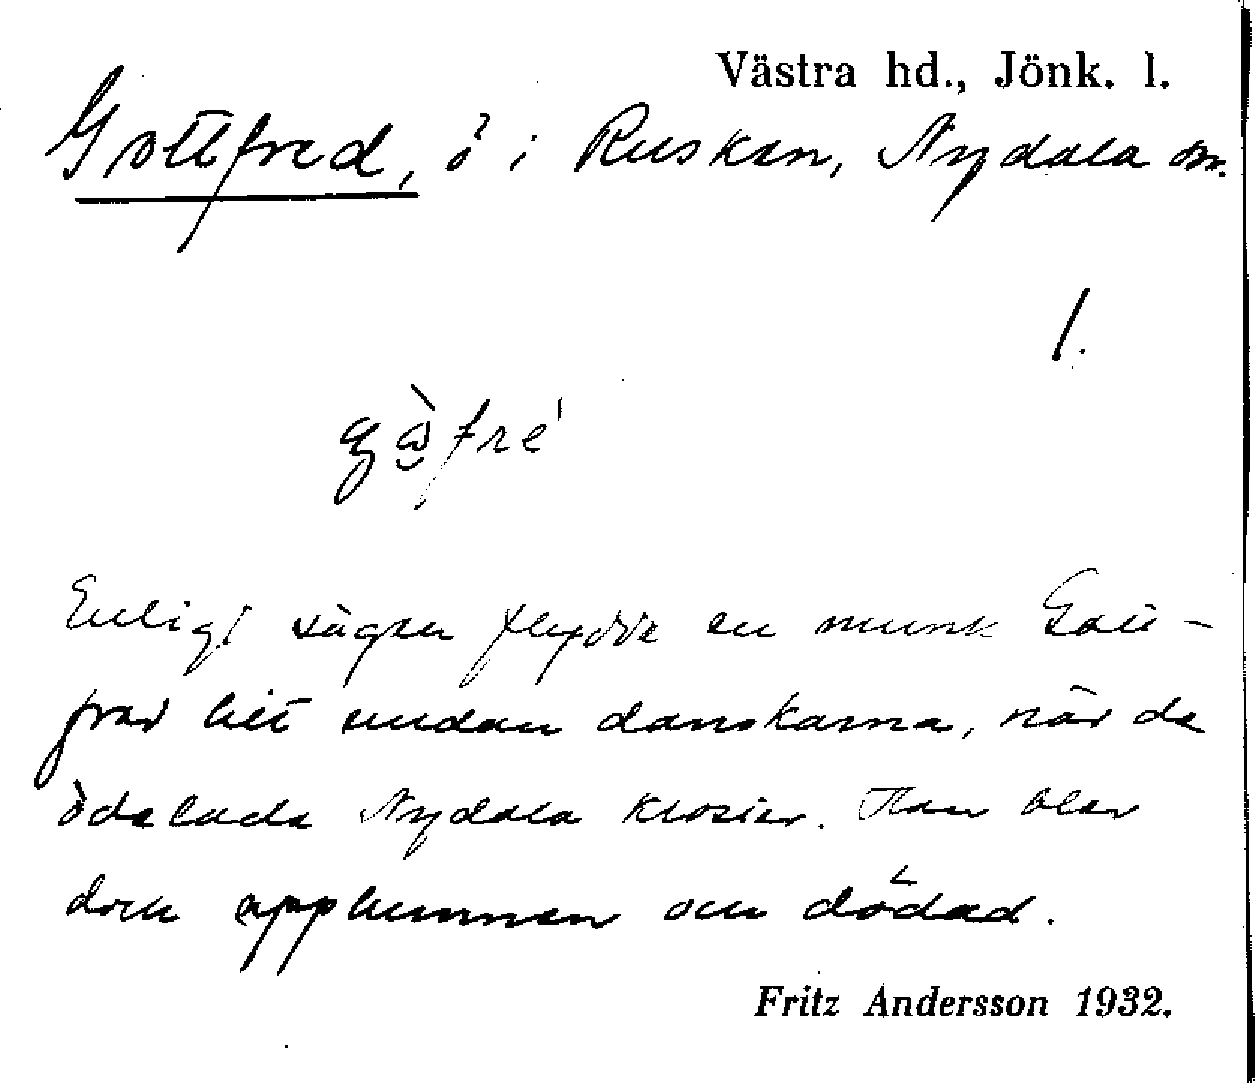 Västra hd., Jönk. l.
Gottfred, ö i Rusken, Nydala sn.
1.
gɷ̀fre'
Enligt sägen flydde en munk Gott-
fred hit undan danskarna, när de
ödelade Nydala kloster. Han blev
dock upphunnen och dödad.
Fritz Andersson 1932.